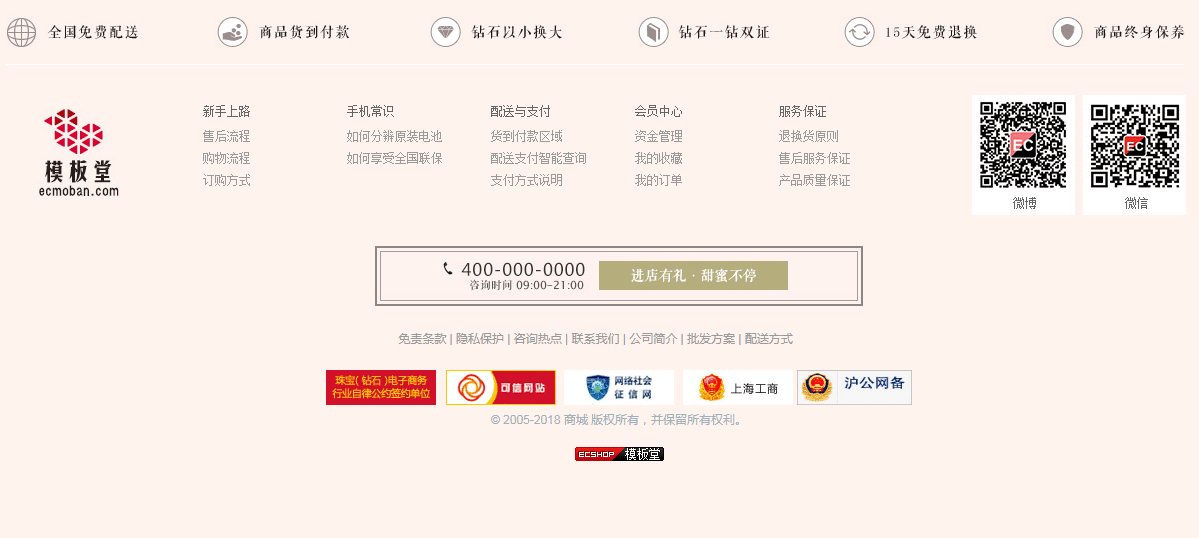 全国免费配送 商品货到付款 钻石以小换大 钻石一钻双证 15天免费退换 商品终身保养
模板堂
ecmoban.com
新手上路
售后流程
购物流程
订购方式
手机常识
如何分辨原装电池
如何享受全国联保
配送与支付
货到付款区域
配送支付智能查询
支付方式说明
会员中心
资金管理
我的收藏
我的订单
服务保证
退换货原则
售后服务保证
产品质量保证
EC
微博
EC
微信
400-000-0000
咨询时间 09:00-21:00
进店有礼·甜蜜不停
免责条款 | 隐私保护 | 咨询热点 | 联系我们 | 公司简介 | 批发方案 | 配送方式
珠宝(钻石)电子商务
行业自律公约签约单位
可信网站
网络社会
征信网
上海工商
沪公网备
© 2005-2018 商城 版权所有，并保留所有权利。
ECSHOP 模板堂